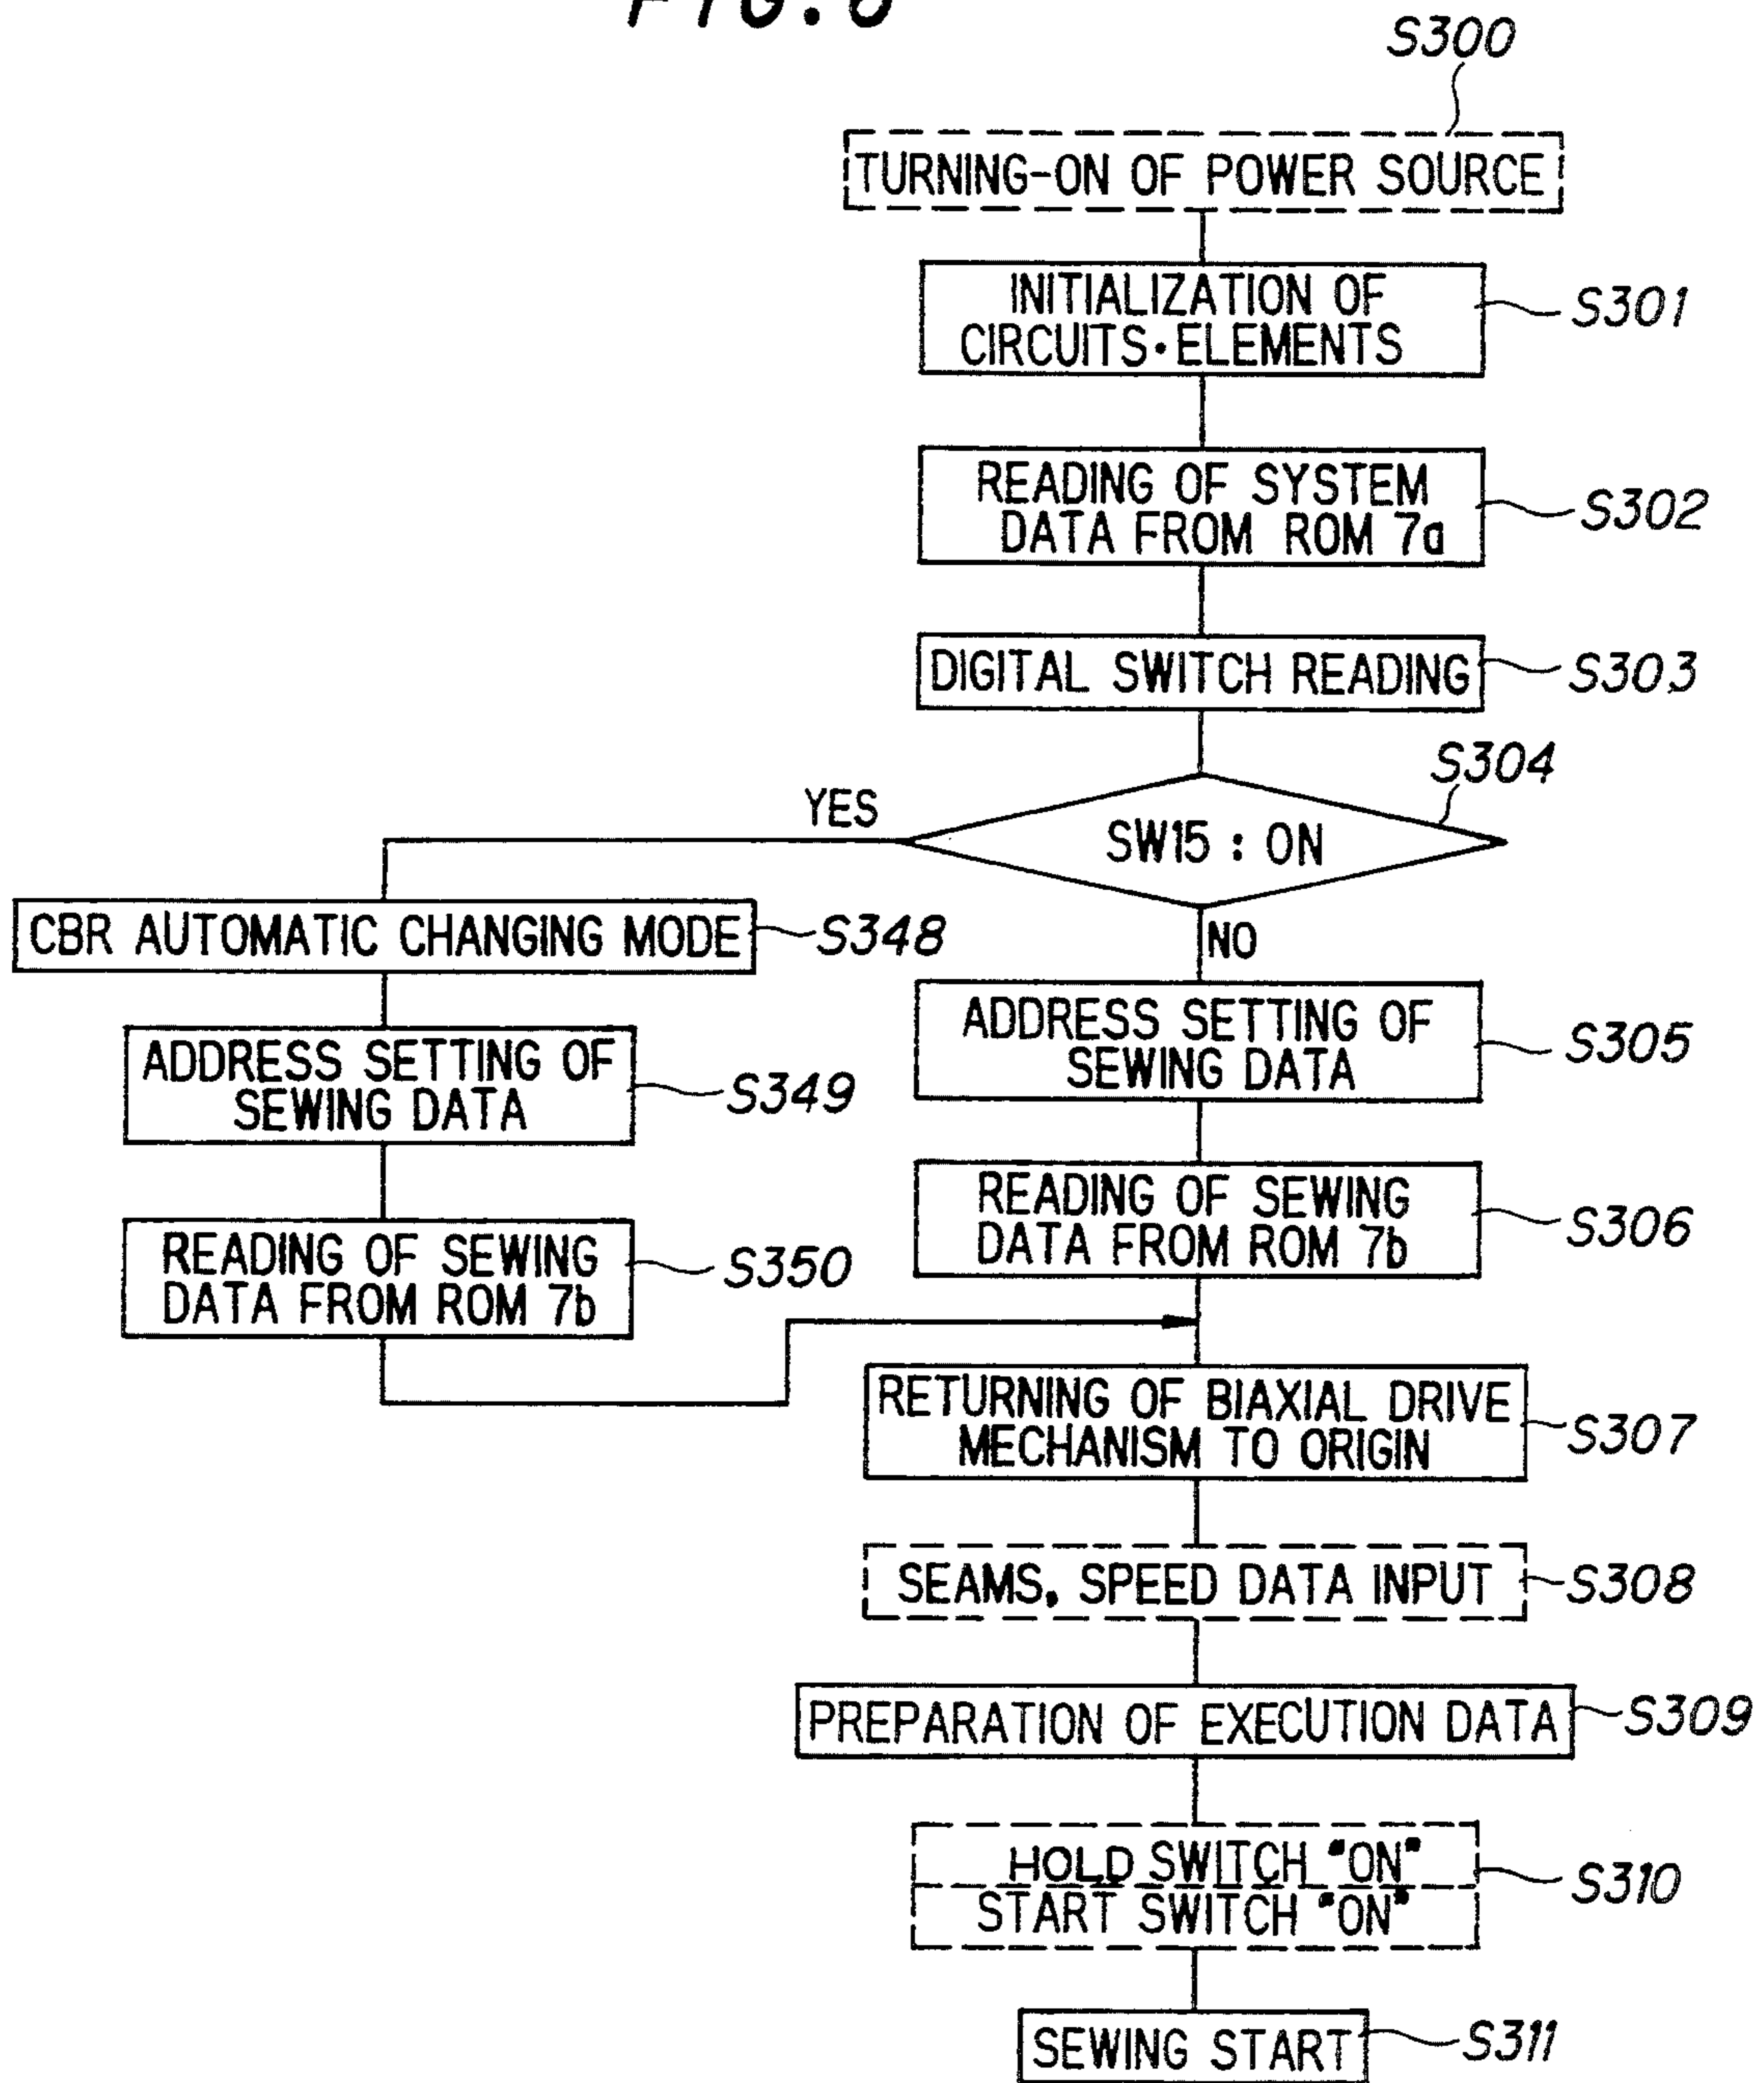 S300
TURNING-ON OF POWER SOURCE
INITIALIZATION OF
CIRCUITS·ELEMENTS
S301
READING OF SYSTEM
DATA FROM ROM 7a
S302
DIGITAL SWITCH READING
S303
S304
SW15 : ON
YES
NO
CBR AUTOMATIC CHANGING MODE
S348
ADDRESS SETTING OF
SEWING DATA
S349
READING OF SEWING
DATA FROM ROM 7b
S350
ADDRESS SETTING OF
SEWING DATA
S305
READING OF SEWING
DATA FROM ROM 7b
S306
RETURNING OF BIAXIAL DRIVE
MECHANISM TO ORIGIN
S307
SEAMS, SPEED DATA INPUT
S308
PREPARATION OF EXECUTION DATA
S309
HOLD SWITCH "ON"
START SWITCH "ON"
S310
SEWING START
S311